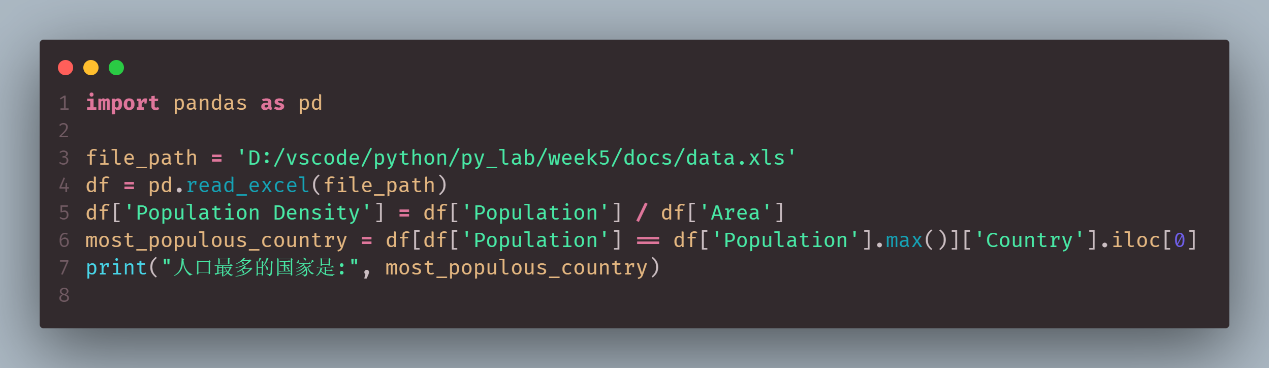 1 import pandas as pd
2
3 file_path = 'D:/vscode/python/py_lab/week5/docs/data.xls'
4 df = pd.read_excel(file_path)
5 df['Population Density'] = df['Population'] / df['Area']
6 most_populous_country = df[df['Population'] == df['Population'].max()]['Country'].iloc[0]
7 print("人口最多的国家是:", most_populous_country)
8